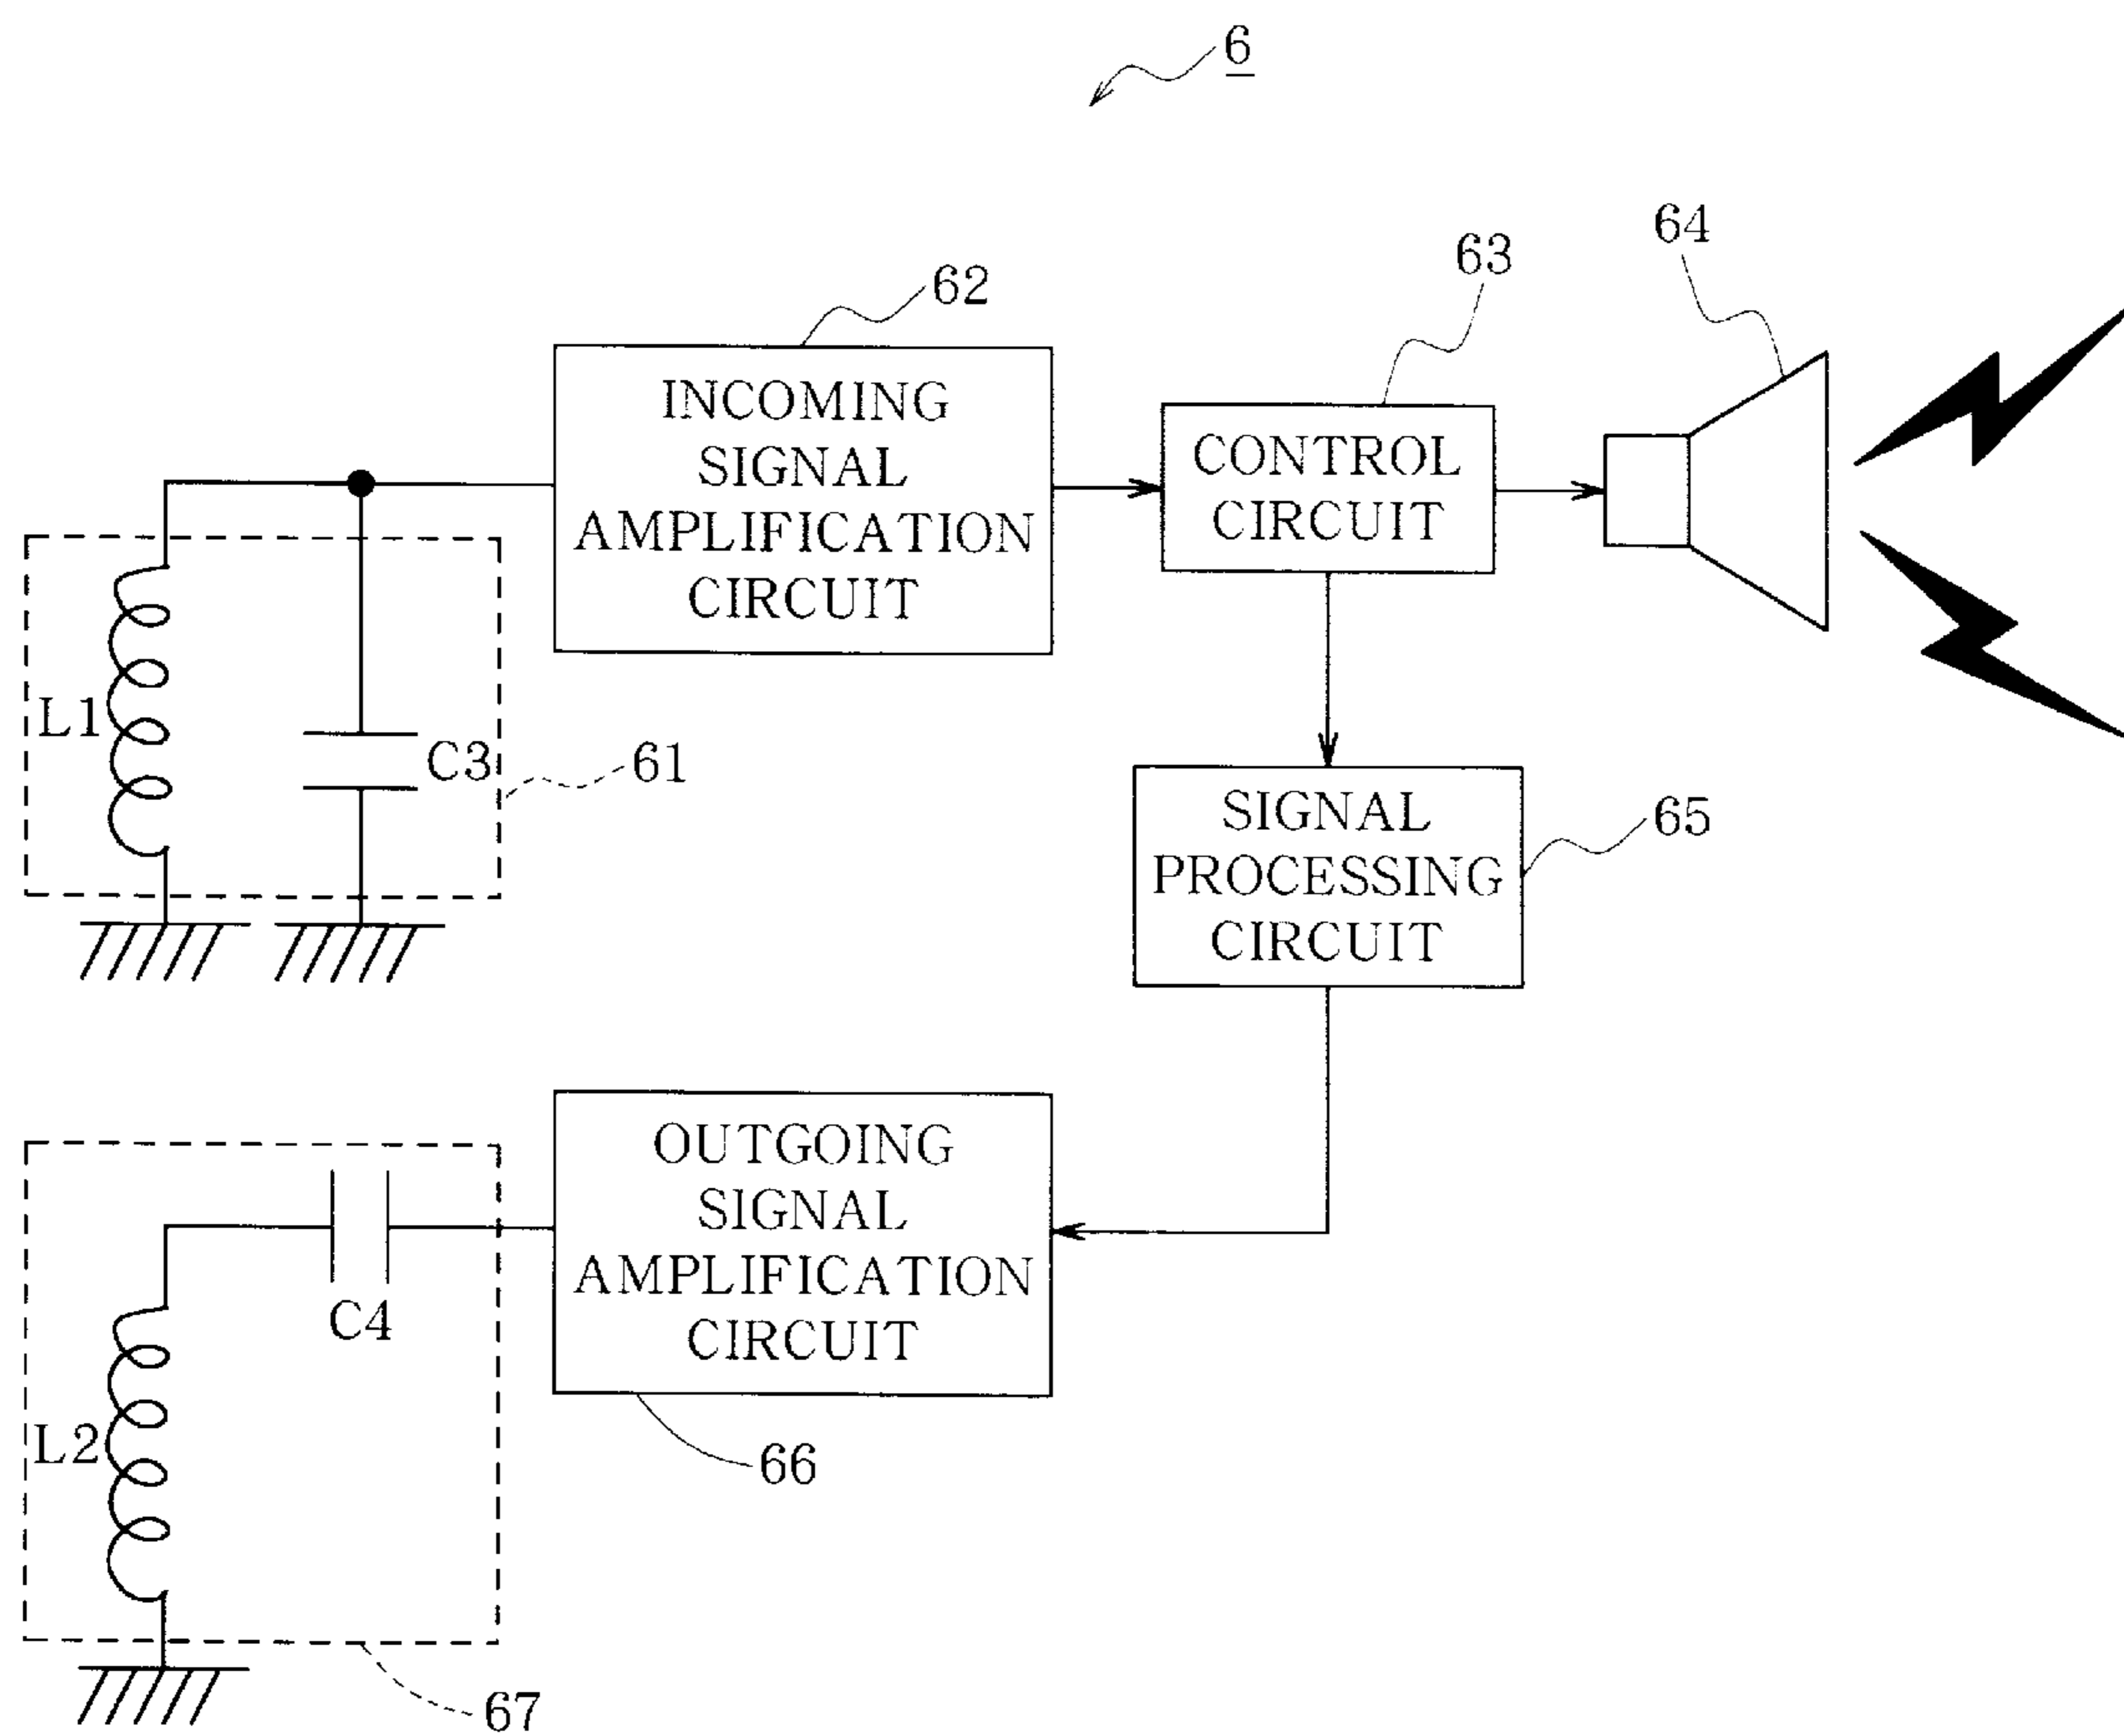 6
64
63
62
INCOMING
SIGNAL
AMPLIFICATION
CIRCUIT
CONTROL
CIRCUIT
L1
C3
61
SIGNAL
PROCESSING
CIRCUIT
65
OUTGOING
SIGNAL
AMPLIFICATION
CIRCUIT
C4
L2
66
67